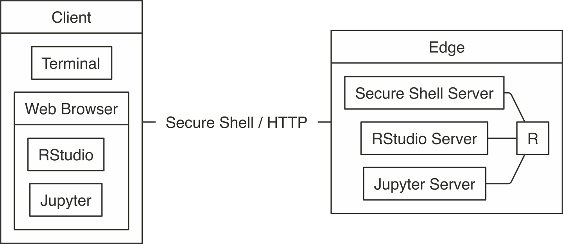 Client
Terminal
Web Browser
RStudio
Jupyter
Secure Shell / HTTP
Edge
Secure Shell Server
RStudio Server
R
Jupyter Server